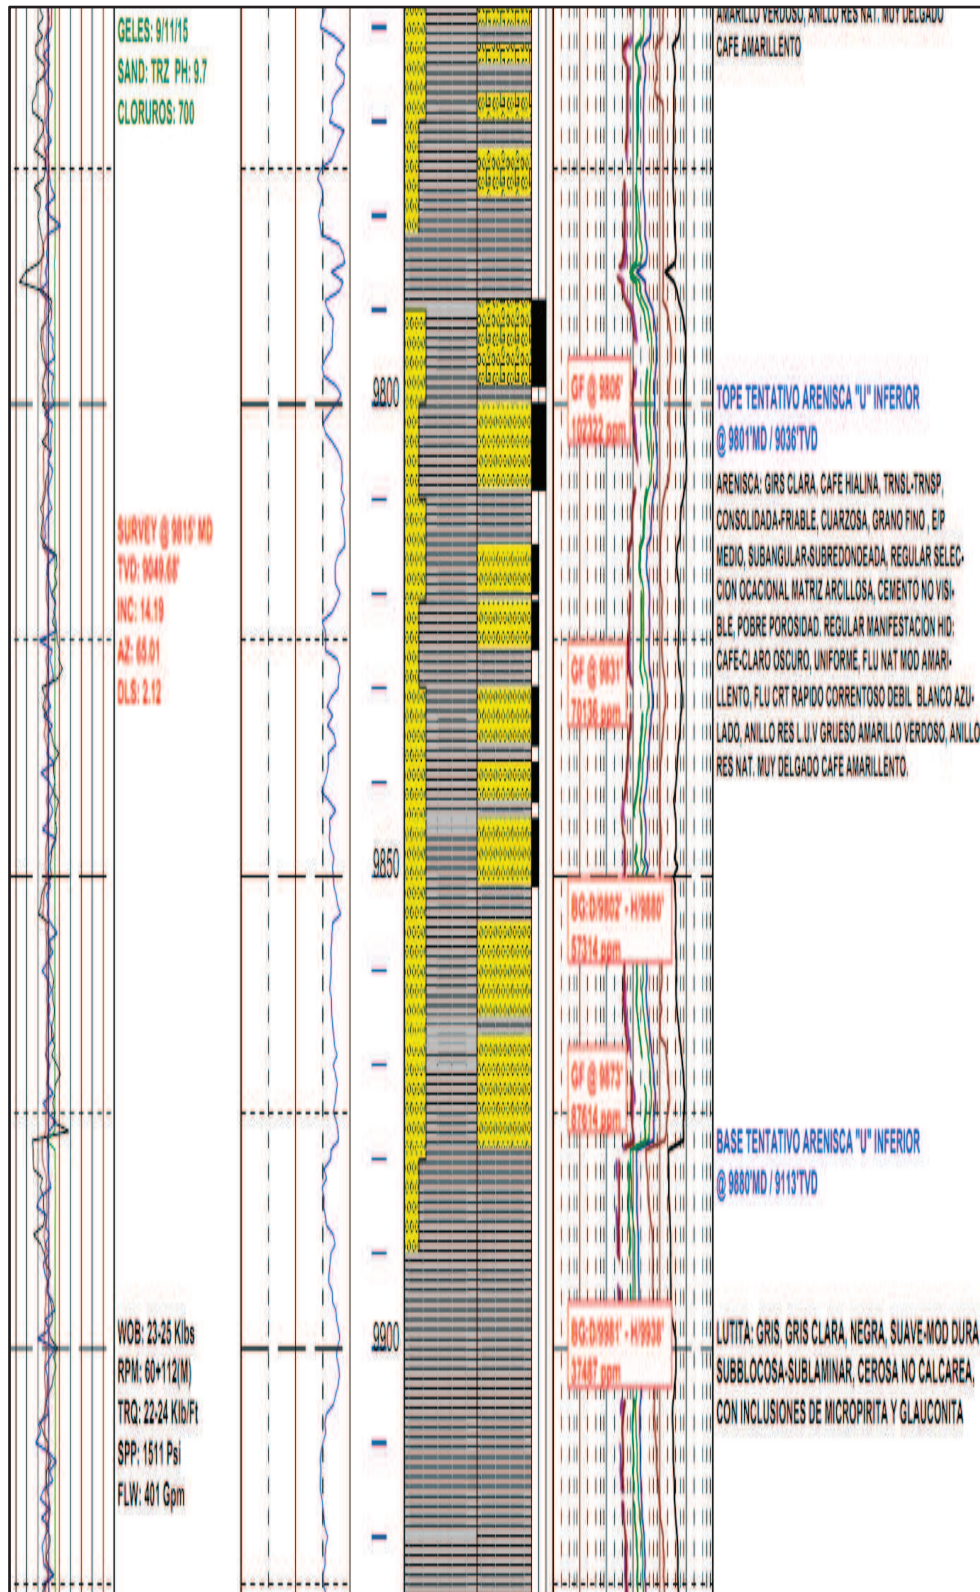 GELES: 9/11/15
SAND: TRZ PH: 9.7
CLORUROS: 700
AMARILLO VERDOSO, ANILLO RES NAT. MUY DELGADO
CAFE AMARILLENTO
9800
GF @ 9806'
102322 ppm
TOPE TENTATIVO ARENISCA "U" INFERIOR
@ 9801'MD / 9036'TVD
ARENISCA: GIRS CLARA, CAFE HIALINA, TRNSL-TRNSP,
CONSOLIDADA-FRIABLE, CUARZOSA, GRANO FINO , E/P
MEDIO, SUBANGULAR-SUBREDONDEADA, REGULAR SELEC-
CION OCACIONAL MATRIZ ARCILLOSA, CEMENTO NO VISI-
BLE, POBRE POROSIDAD. REGULAR MANIFESTACION HID:
CAFE-CLARO OSCURO, UNIFORME, FLU NAT MOD AMARI-
LLENTO, FLU CRT RAPIDO CORRENTOSO DEBIL BLANCO AZU-
LADO, ANILLO RES L.U.V GRUESO AMARILLO VERDOSO, ANILLO
RES NAT. MUY DELGADO CAFE AMARILLENTO.
SURVEY @ 9815' MD
TVD: 9049.68'
INC: 14.19
AZ: 65.01
DLS: 2.12
GF @ 9831'
70136 ppm
9850
BG:D/9802' - H/9880'
57314 ppm
GF @ 9873'
67614 ppm
BASE TENTATIVO ARENISCA "U" INFERIOR
@ 9880'MD / 9113'TVD
9900
WOB: 23-25 Klbs
RPM: 60+112(M)
TRQ: 22-24 Klb/Ft
SPP: 1511 Psi
FLW: 401 Gpm
37487 ppm
LUTITA: GRIS, GRIS CLARA, NEGRA, SUAVE-MOD DURA
SUBBLOCOSA-SUBLAMINAR, CEROSA NO CALCAREA,
CON INCLUSIONES DE MICROPIRITA Y GLAUCONITA